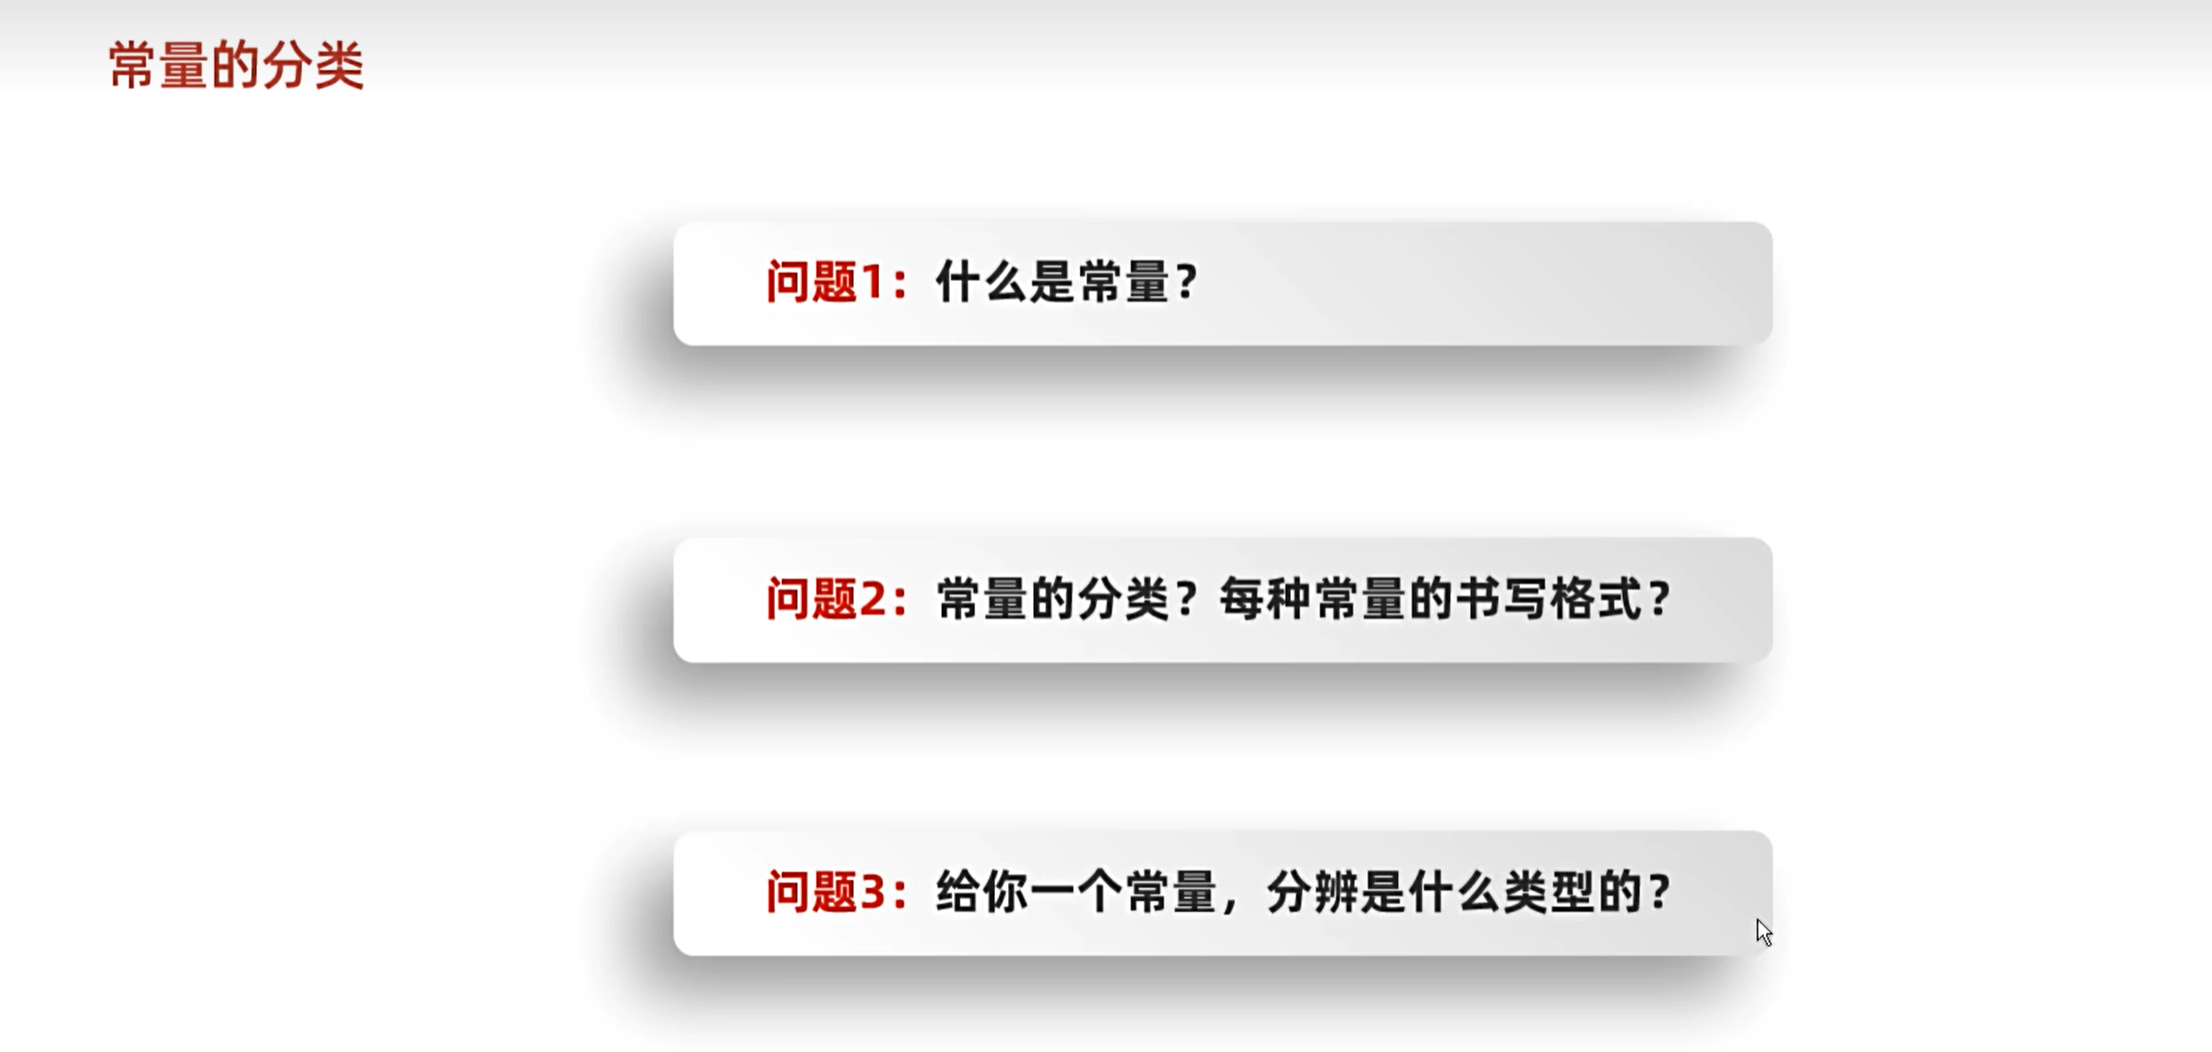 常量的分类
问题1：什么是常量？
问题2：常量的分类？每种常量的书写格式？
问题3：给你一个常量，分辨是什么类型的？